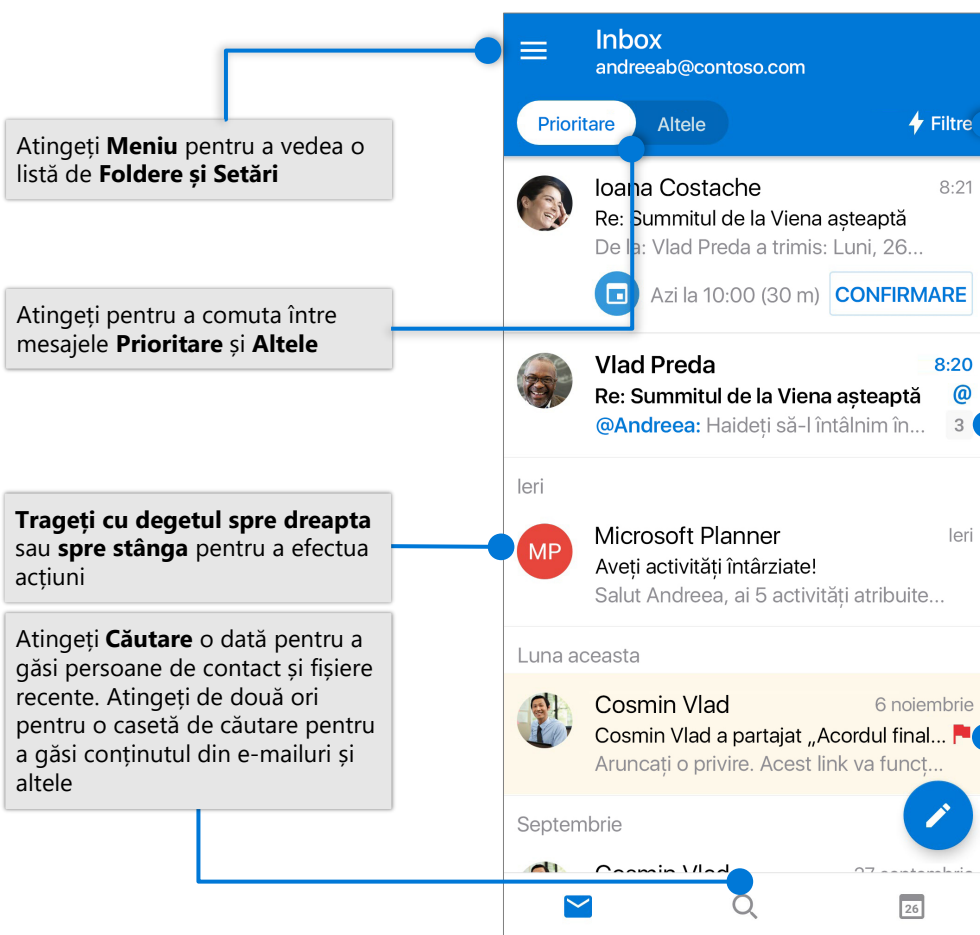 Atingeți Meniu pentru a vedea o
listă de Foldere și Setări
Atingeți pentru a comuta între
mesajele Prioritare și Altele
Trageți cu degetul spre dreapta
sau spre stânga pentru a efectua
acțiuni
Atingeți Căutare o dată pentru a
găsi persoane de contact și fișiere
recente. Atingeți de două ori
pentru o casetă de căutare pentru
a găsi conținutul din e-mailuri și
altele
Inbox
andreeab@contoso.com
Prioritare Altele Filtre
Ioana Costache 8:21
Re: Summitul de la Viena așteaptă
De la: Vlad Preda a trimis: Luni, 26...
Azi la 10:00 (30 m) CONFIRMARE
Vlad Preda 8:20
Re: Summitul de la Viena așteaptă @
@Andreea: Haideți să-l întâlnim în... 3
Ieri
MP Microsoft Planner Ieri
Aveți activități întârziate!
Salut Andreea, ai 5 activități atribuite...
Luna aceasta
Cosmin Vlad 6 noiembrie
Cosmin Vlad a partajat „Acordul final...
Aruncați o privire. Acest link va funcț...
Septembrie
Cosmin Vlad 27 septembrie
26